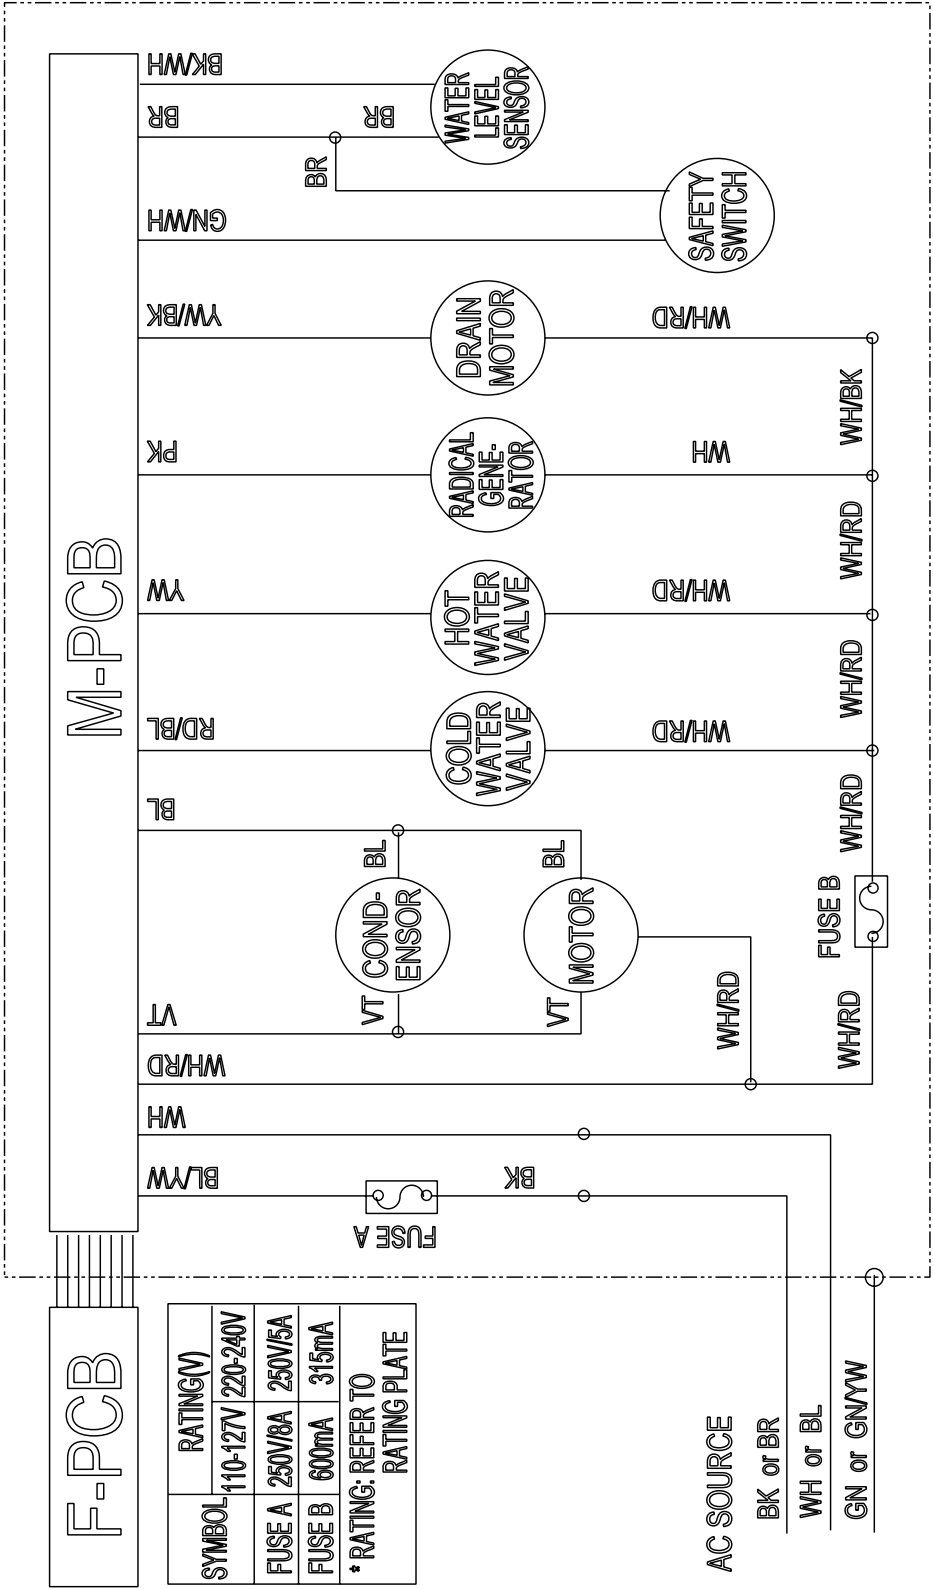 F-PCB
M-PCB
SYMBOL
RATING(V)
110-127V
220-240V
FUSE A
250V/8A
250V/5A
FUSE B
600mA
315mA
* RATING: REFER TO
RATING PLATE
BL/YW
WH
WH/RD
VT
BL
RD/BL
YW
PK
YW/BK
GN/WH
BR
BK/WH
FUSE A
BK
VT
COND-
ENSOR
BL
VT
MOTOR
BL
WH/RD
COLD
WATER
VALVE
HOT
WATER
VALVE
RADICAL
GENE-
RATOR
DRAIN
MOTOR
BR
BR
WATER
LEVEL
SENSOR
SAFETY
SWITCH
WH/RD
WH/RD
WH
WH/RD
WH/RD
FUSE B
WH/RD
WH/RD
WH/RD
WH/BK
AC SOURCE
BK or BR
WH or BL
GN or GN/YW